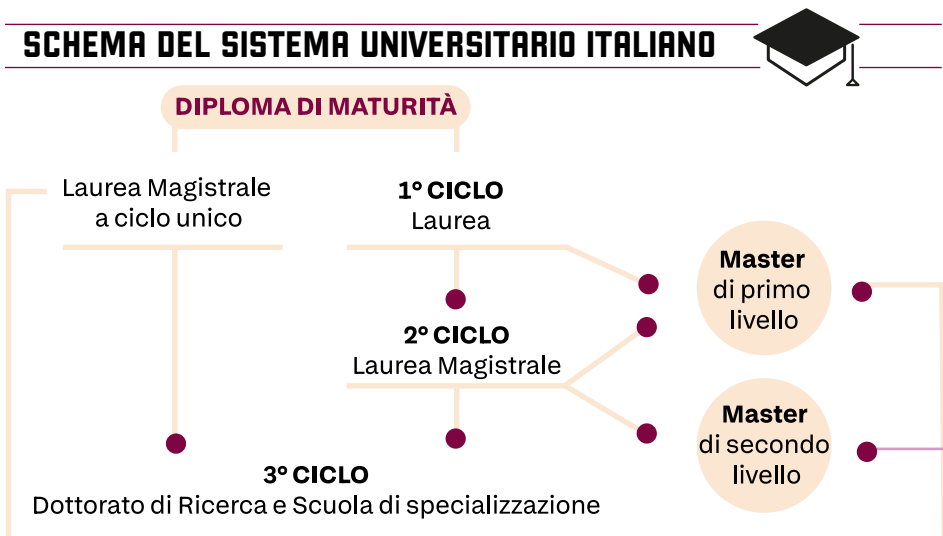 SCHEMA DEL SISTEMA UNIVERSITARIO ITALIANO
DIPLOMA DI MATURITÀ
Laurea Magistrale
a ciclo unico
1° CICLO
Laurea
Master
di primo
livello
2° CICLO
Laurea Magistrale
Master
di secondo
livello
3° CICLO
Dottorato di Ricerca e Scuola di specializzazione